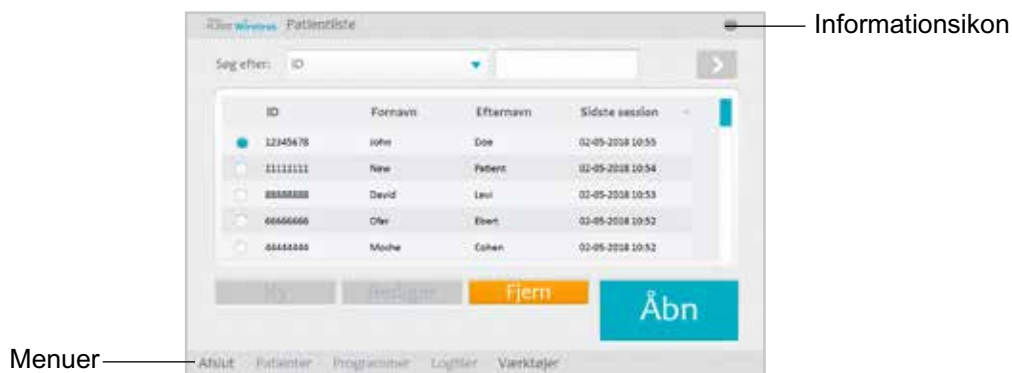 Wireless Patientliste
Informationsikon
Søg efter: ID
ID Fornavn Efternavn Sidste session
12345678 John Doe 02-05-2018 10:55
11111111 New Patient 02-05-2018 10:54
88888888 David Levi 02-05-2018 10:53
66666666 Ofer Ebert 02-05-2018 10:52
44444444 Moshe Cohen 02-05-2018 10:52
Ny Rediger Fjern Åbn
Menuer
Afslut Patienter Programmer Logfiler Værktøjer